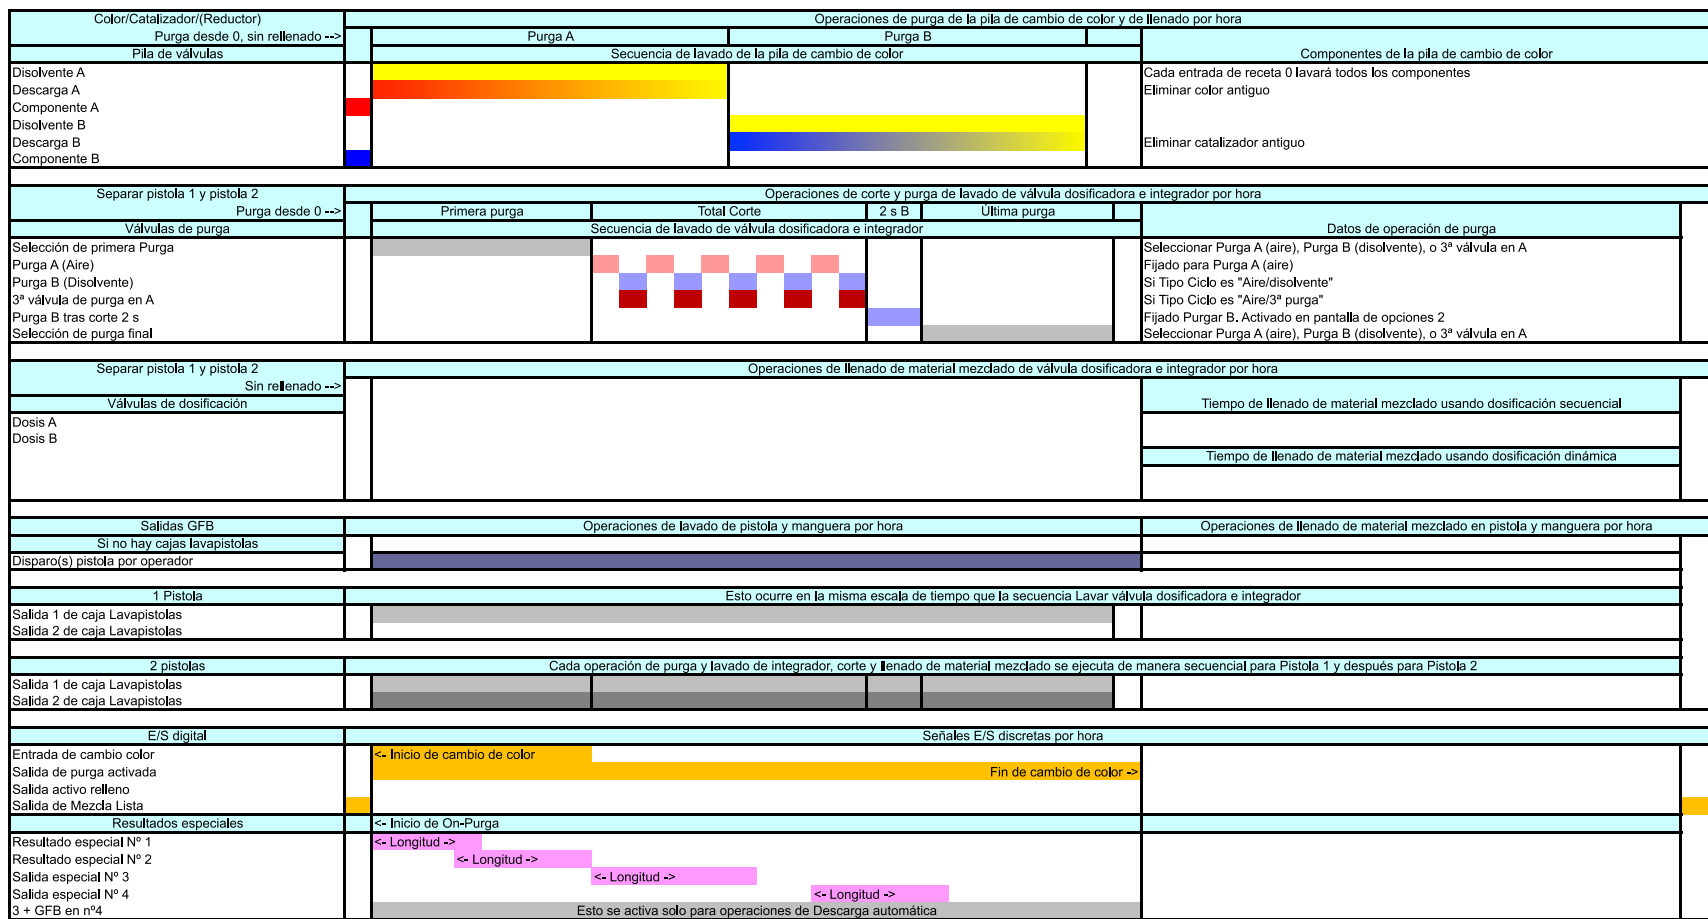 Color/Catalizador/(Reductor)
Operaciones de purga de la pila de cambio de color y de llenado por hora
Purga desde 0, sin rellenado -->
Purga A
Purga B
Pila de válvulas
Secuencia de lavado de la pila de cambio de color
Componentes de la pila de cambio de color
Disolvente A
Cada entrada de receta 0 lavará todos los componentes
Descarga A
Eliminar color antiguo
Componente A
Disolvente B
Descarga B
Eliminar catalizador antiguo
Componente B
Separar pistola 1 y pistola 2
Operaciones de corte y purga de lavado de válvula dosificadora e integrador por hora
Purga desde 0 -->
Primera purga
Total Corte
2 s B
Última purga
Válvulas de purga
Secuencia de lavado de válvula dosificadora e integrador
Datos de operación de purga
Selección de primera Purga
Seleccionar Purga A (aire), Purga B (disolvente), o 3ª válvula en A
Purga A (Aire)
Fijado para Purga A (aire)
Purga B (Disolvente)
Si Tipo Ciclo es "Aire/disolvente"
3ª válvula de purga en A
Si Tipo Ciclo es "Aire/3ª purga"
Purga B tras corte 2 s
Fijado Purgar B. Activado en pantalla de opciones 2
Selección de purga final
Seleccionar Purga A (aire), Purga B (disolvente), o 3ª válvula en A
Separar pistola 1 y pistola 2
Operaciones de llenado de material mezclado de válvula dosificadora e integrador por hora
Sin rellenado -->
Válvulas de dosificación
Tiempo de llenado de material mezclado usando dosificación secuencial
Dosis A
Dosis B
Tiempo de llenado de material mezclado usando dosificación dinámica
Salidas GFB
Operaciones de lavado de pistola y manguera por hora
Operaciones de llenado de material mezclado en pistola y manguera por hora
Si no hay cajas lavapistolas
Disparo(s) pistola por operador
1 Pistola
Esto ocurre en la misma escala de tiempo que la secuencia Lavar válvula dosificadora e integrador
Salida 1 de caja Lavapistolas
Salida 2 de caja Lavapistolas
2 pistolas
Cada operación de purga y lavado de integrador, corte y llenado de material mezclado se ejecuta de manera secuencial para Pistola 1 y después para Pistola 2
Salida 1 de caja Lavapistolas
Salida 2 de caja Lavapistolas
E/S digital
Señales E/S discretas por hora
Entrada de cambio color
<- Inicio de cambio de color
Salida de purga activada
Fin de cambio de color ->
Salida activo relleno
Salida de Mezcla Lista
Resultados especiales
<- Inicio de On-Purga
Resultado especial Nº 1
<- Longitud ->
Resultado especial Nº 2
<- Longitud ->
Salida especial Nº 3
<- Longitud ->
Salida especial Nº 4
<- Longitud ->
3 + GFB en nº4
Esto se activa solo para operaciones de Descarga automática